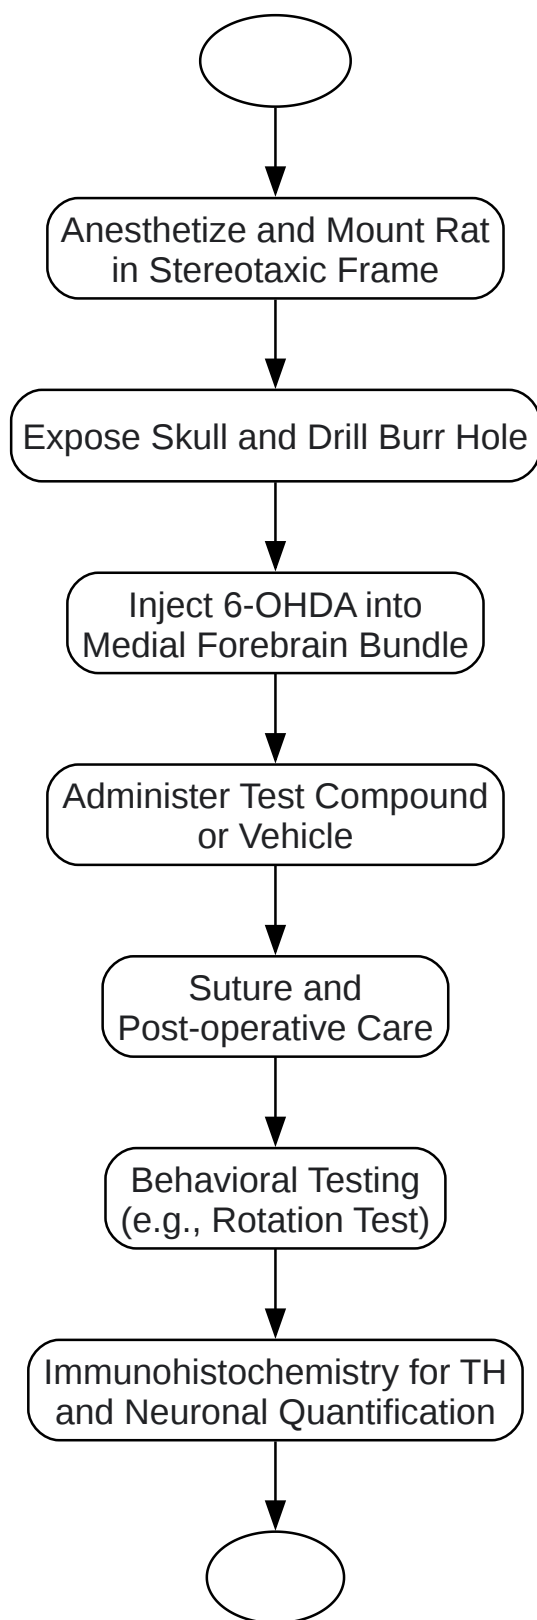 Anesthetize and Mount Rat
in Stereotaxic Frame
Expose Skull and Drill Burr Hole
Inject 6-OHDA into
Medial Forebrain Bundle
Administer Test Compound
or Vehicle
Suture and
Post-operative Care
Behavioral Testing
(e.g., Rotation Test)
Immunohistochemistry for TH
and Neuronal Quantification